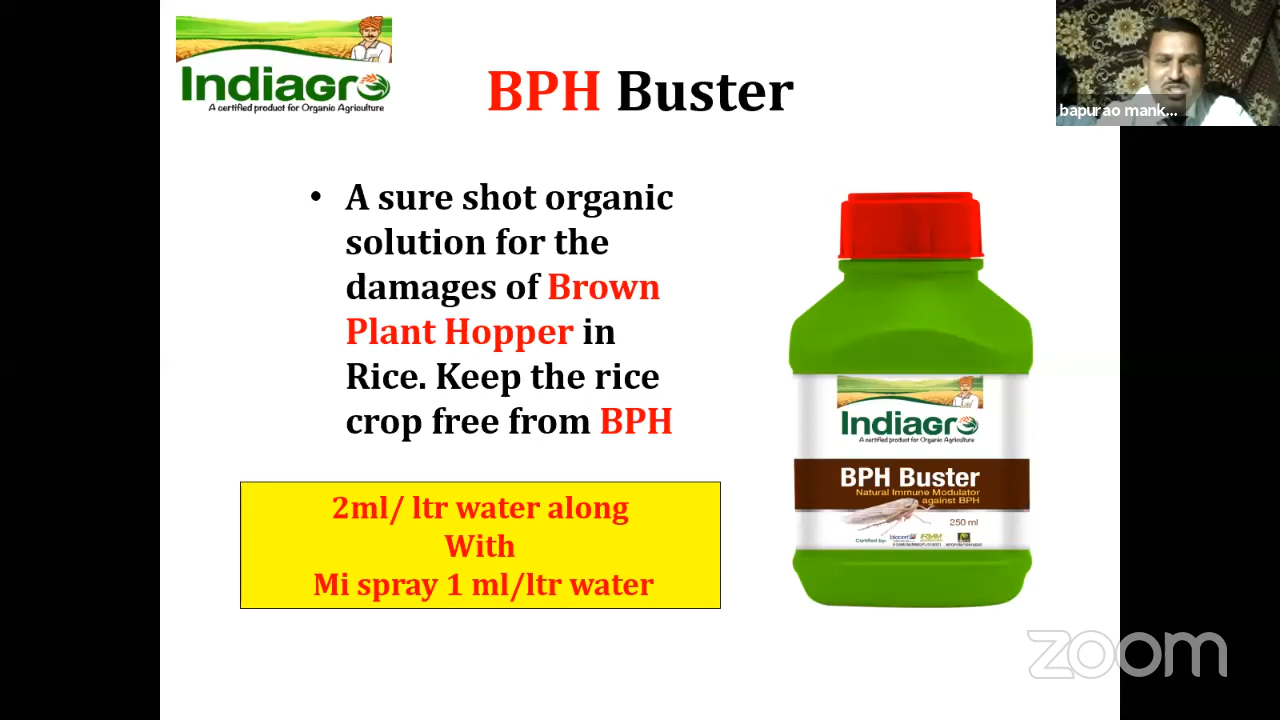 Indiagro
A certified product for Organic Agriculture
BPH Buster
bapurao mank...
• A sure shot organic
solution for the
damages of Brown
Plant Hopper in
Rice. Keep the rice
crop free from BPH
2ml/ ltr water along
With
Mi spray 1 ml/ltr water
Indiagro
A certified product for Organic Agriculture
BPH Buster
Natural Immune Modulator
against BPH
250 ml
Certified by:
zoom